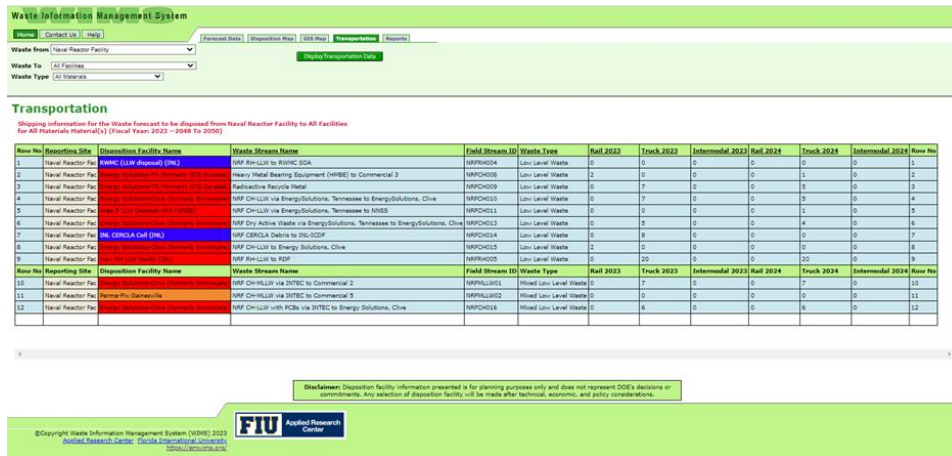 Waste Information Management System
Home Contact Us Help
Forecast Data Disposition Map GIS Map Transportation Reports
Waste from Naval Reactor Facility
Display Transportation Data
Waste To All Facilities
Waste Type All Materials
Transportation
Shipping information for the Waste forecast to be disposed from Naval Reactor Facility to All Facilities
for All Materials Material(s) (Fiscal Year: 2023 --2048 To 2050)
Row No Reporting Site Disposition Facility Name Waste Stream Name Field Stream ID Waste Type Rail 2023 Truck 2023 Intermodal 2023 Rail 2024 Truck 2024 Intermodal 2024 Row No
1 Naval Reactor Fac RWMC (LLW disposal) (INL) NRF RH-LLW to RWMC SDA NRFRH004 Low Level Waste 0 0 0 0 0 0 1
2 Naval Reactor Fac Heavy Metal Bearing Equipment (HMBE) to Commercial 3 NRFCH008 Low Level Waste 2 0 0 0 1 0 2
3 Naval Reactor Fac Radioactive Recycle Metal NRFCH009 Low Level Waste 0 7 0 0 5 0 3
4 Naval Reactor Fac NRF CH-LLW via EnergySolutions, Tennessee to EnergySolutions, Clive NRFCH010 Low Level Waste 0 7 0 0 5 0 4
5 Naval Reactor Fac NRF CH-LLW via EnergySolutions, Tennessee to NNSS NRFCH011 Low Level Waste 0 0 0 0 1 0 5
6 Naval Reactor Fac NRF Dry Active Waste via EnergySolutions, Tennessee to EnergySolutions, Clive NRFCH013 Low Level Waste 0 5 0 0 4 0 6
7 Naval Reactor Fac INL CERCLA Cell (INL) NRF CERCLA Debris to INL-ICDF NRFCH014 Low Level Waste 0 8 0 0 0 0 7
8 Naval Reactor Fac NRF CH-LLW to Energy Solutions, Clive NRFCH015 Low Level Waste 2 0 0 0 0 0 8
9 Naval Reactor Fac NRF RH-LLW to RDF NRFRH005 Low Level Waste 0 20 0 0 20 0 9
Row No Reporting Site Disposition Facility Name Waste Stream Name Field Stream ID Waste Type Rail 2023 Truck 2023 Intermodal 2023 Rail 2024 Truck 2024 Intermodal 2024 Row No
10 Naval Reactor Fac NRF CH-MLLW via INTEC to Commercial 2 NRFMLLW01 Mixed Low Level Waste 0 7 0 0 7 0 10
11 Naval Reactor Fac Perma-Fix Gainesville NRF CH-MLLW via INTEC to Commercial 5 NRFMLLW02 Mixed Low Level Waste 0 0 0 0 0 0 11
12 Naval Reactor Fac NRF CH-LLW with PCBs via INTEC to Energy Solutions, Clive NRFCH016 Mixed Low Level Waste 0 6 0 0 6 0 12
Disclaimer: Disposition facility information presented is for planning purposes only and does not represent DOE's decisions or
commitments. Any selection of disposition facility will be made after technical, economic, and policy considerations.
FIU Applied Research Center
©Copyright Waste Information Management System (WIMS) 2023
Applied Research Center Florida International University
https://emwims.org/